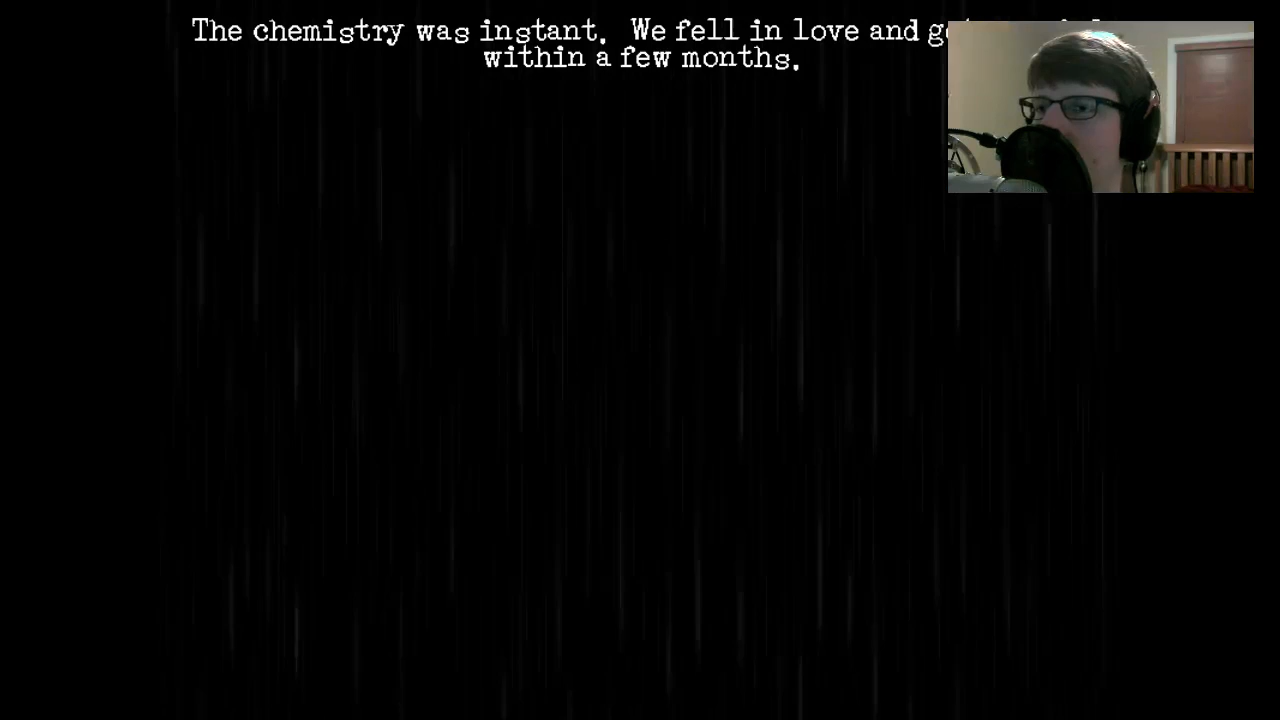 The chemistry was instant. We fell in love and
within a few months.